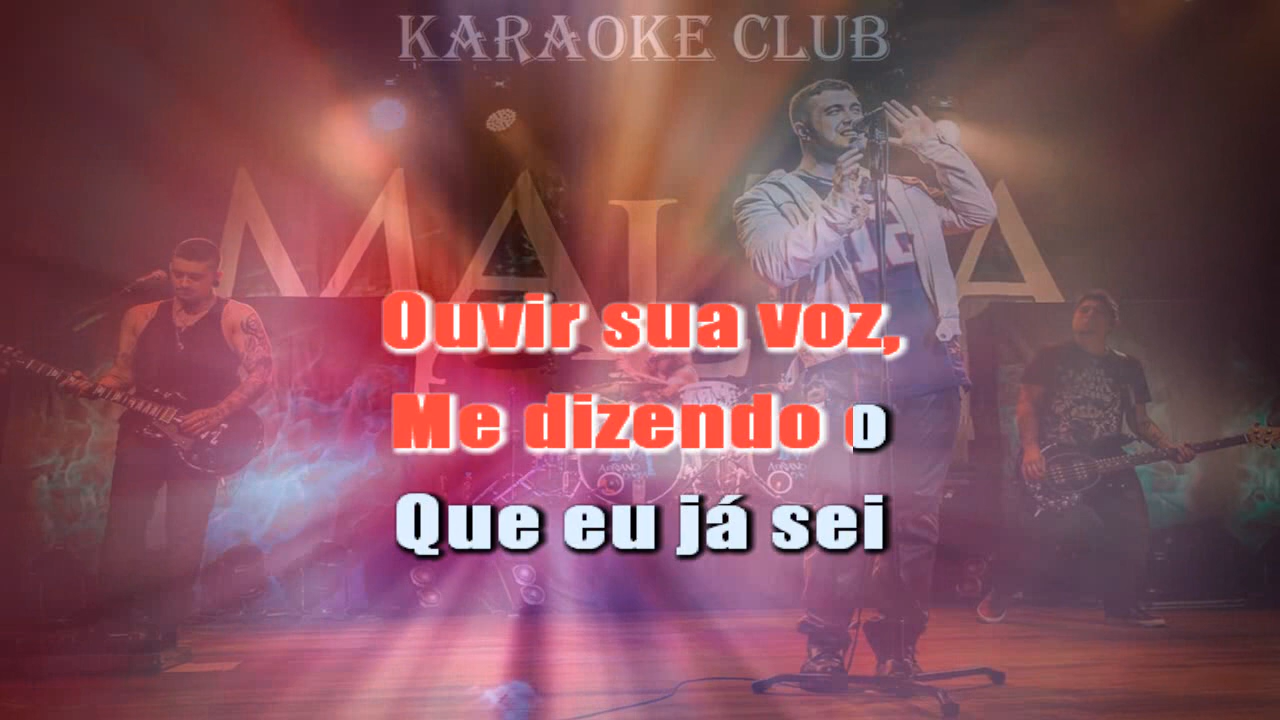 KARAOKE CLUB
MALTA
Ouvir sua voz,
Me dizendo o
Que eu já sei